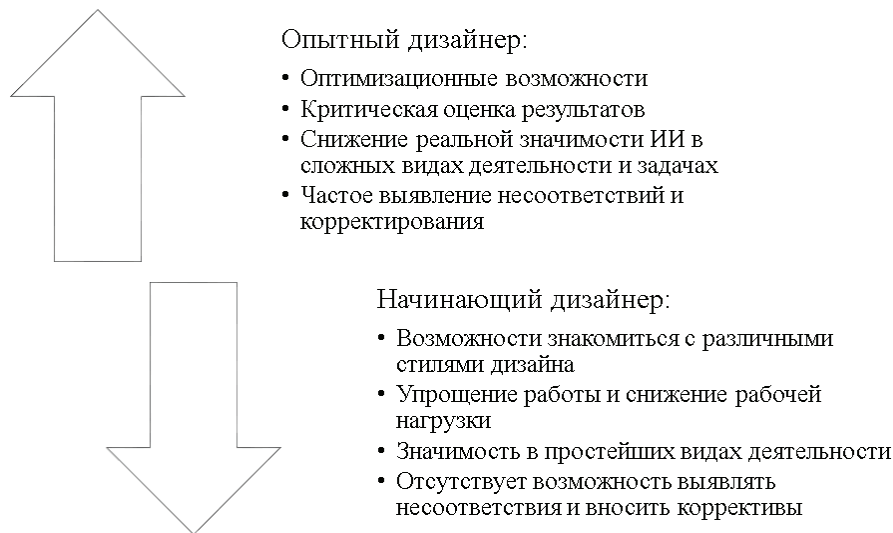 Опытный дизайнер:
• Оптимизационные возможности
• Критическая оценка результатов
• Снижение реальной значимости ИИ в
сложных видах деятельности и задачах
• Частое выявление несоответствий и
корректирования
Начинающий дизайнер:
• Возможности знакомиться с различными
стилями дизайна
• Упрощение работы и снижение рабочей
нагрузки
• Значимость в простейших видах деятельности
• Отсутствует возможность выявлять
несоответствия и вносить коррективы